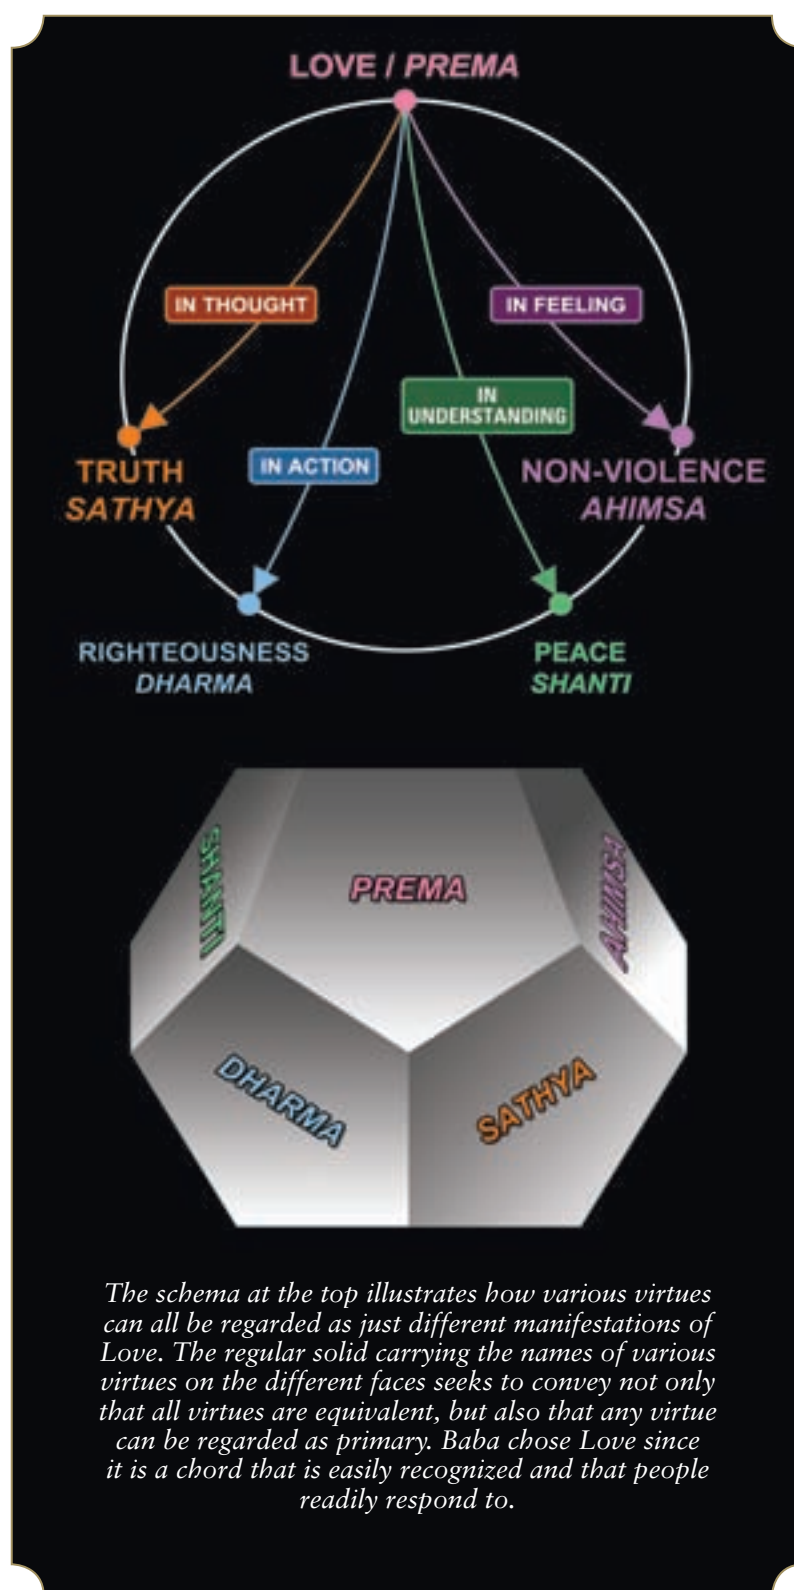 LOVE / PREMA
IN THOUGHT
IN FEELING
IN
UNDERSTANDING
IN ACTION
TRUTH
SATHYA
NON-VIOLENCE
AHIMSA
RIGHTEOUSNESS
DHARMA
PEACE
SHANTI
SHANTI
PREMA
AHIMSA
DHARMA
SATHYA
The schema at the top illustrates how various virtues
can all be regarded as just different manifestations of
Love. The regular solid carrying the names of various
virtues on the different faces seeks to convey not only
that all virtues are equivalent, but also that any virtue
can be regarded as primary. Baba chose Love since
it is a chord that is easily recognized and that people
readily respond to.